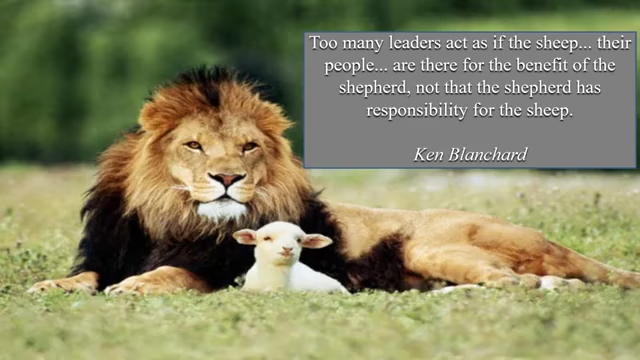 Too many leaders act as if the sheep... their
people... are there for the benefit of the
shepherd, not that the shepherd has
responsibility for the sheep.
Ken Blanchard